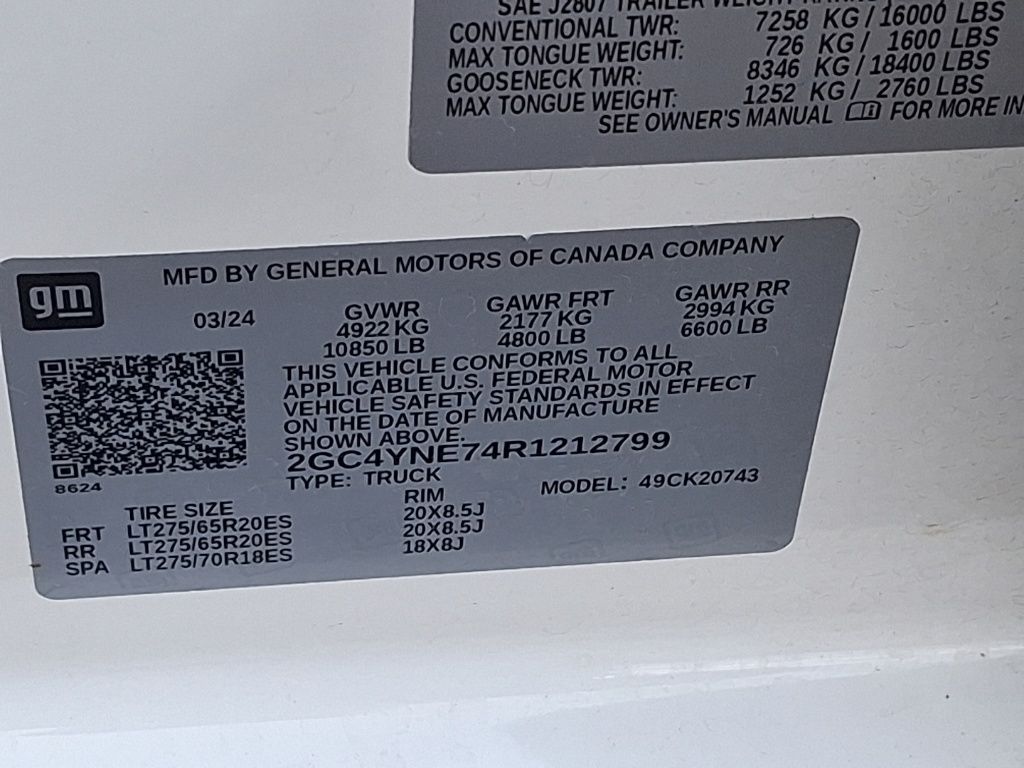 SAE J2807 TRAILER WEIGHT
CONVENTIONAL TWR: 7258 KG / 16000 LBS
MAX TONGUE WEIGHT: 726 KG / 1600 LBS
GOOSENECK TWR: 8346 KG / 18400 LBS
MAX TONGUE WEIGHT: 1252 KG / 2760 LBS
SEE OWNER'S MANUAL FOR MORE IN
gm
MFD BY GENERAL MOTORS OF CANADA COMPANY
03/24 GVWR GAWR FRT GAWR RR
4922 KG 2177 KG 2994 KG
10850 LB 4800 LB 6600 LB
THIS VEHICLE CONFORMS TO ALL
APPLICABLE U.S. FEDERAL MOTOR
VEHICLE SAFETY STANDARDS IN EFFECT
ON THE DATE OF MANUFACTURE
SHOWN ABOVE.
2GC4YNE74R1212799
8624
TYPE: TRUCK MODEL: 49CK20743
TIRE SIZE RIM
FRT LT275/65R20ES 20X8.5J
RR LT275/65R20ES 20X8.5J
SPA LT275/70R18ES 18X8J